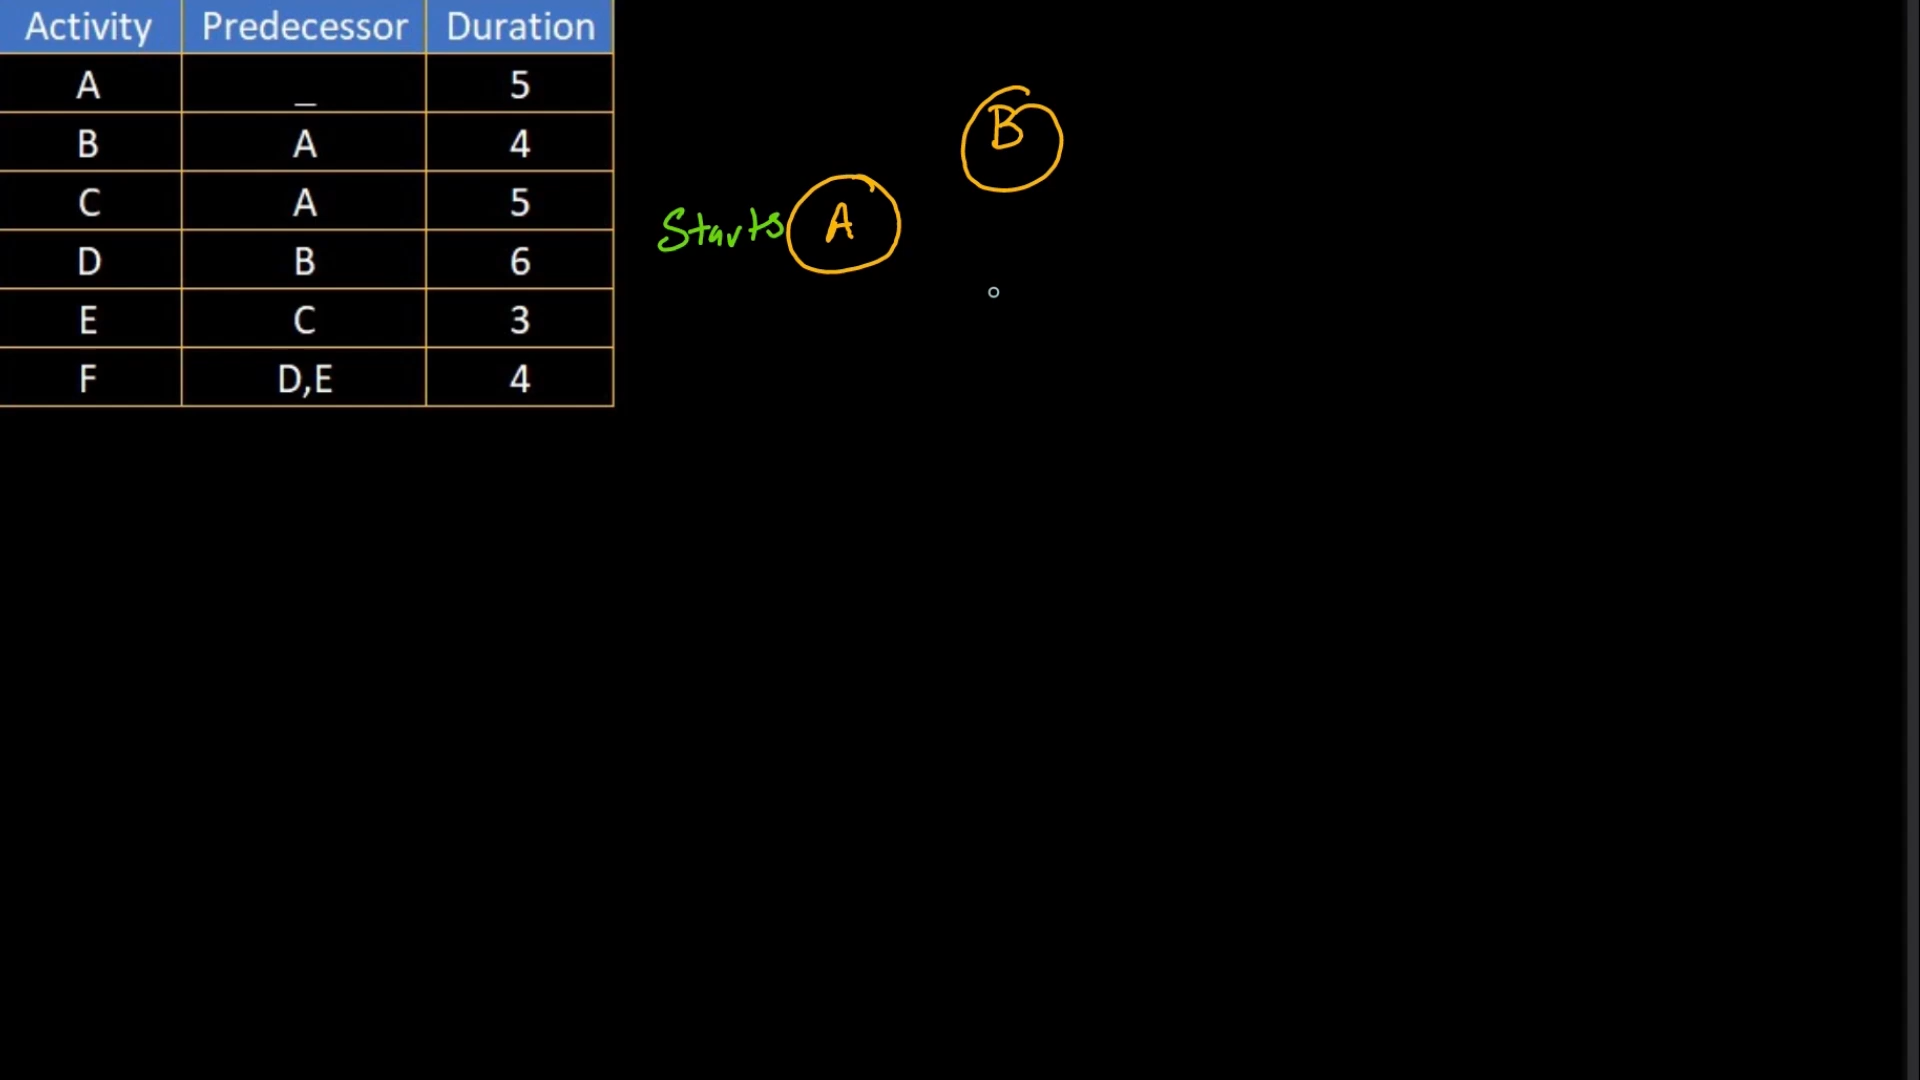 Activity Predecessor Duration
A _ 5
B A 4
C A 5
D B 6
E C 3
F D,E 4
Starts A
B